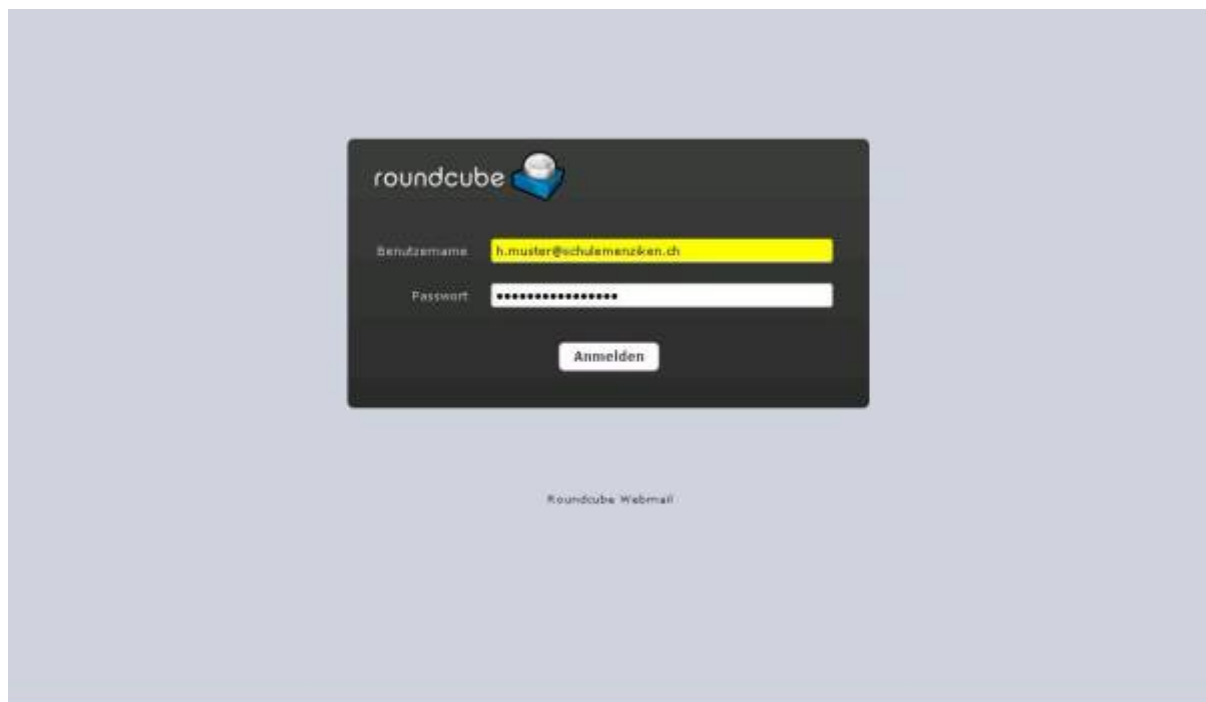 roundcube
Benutzername h.muster@schulemenziken.ch
Passwort ••••••••••••••••
Anmelden
Roundcube Webmail